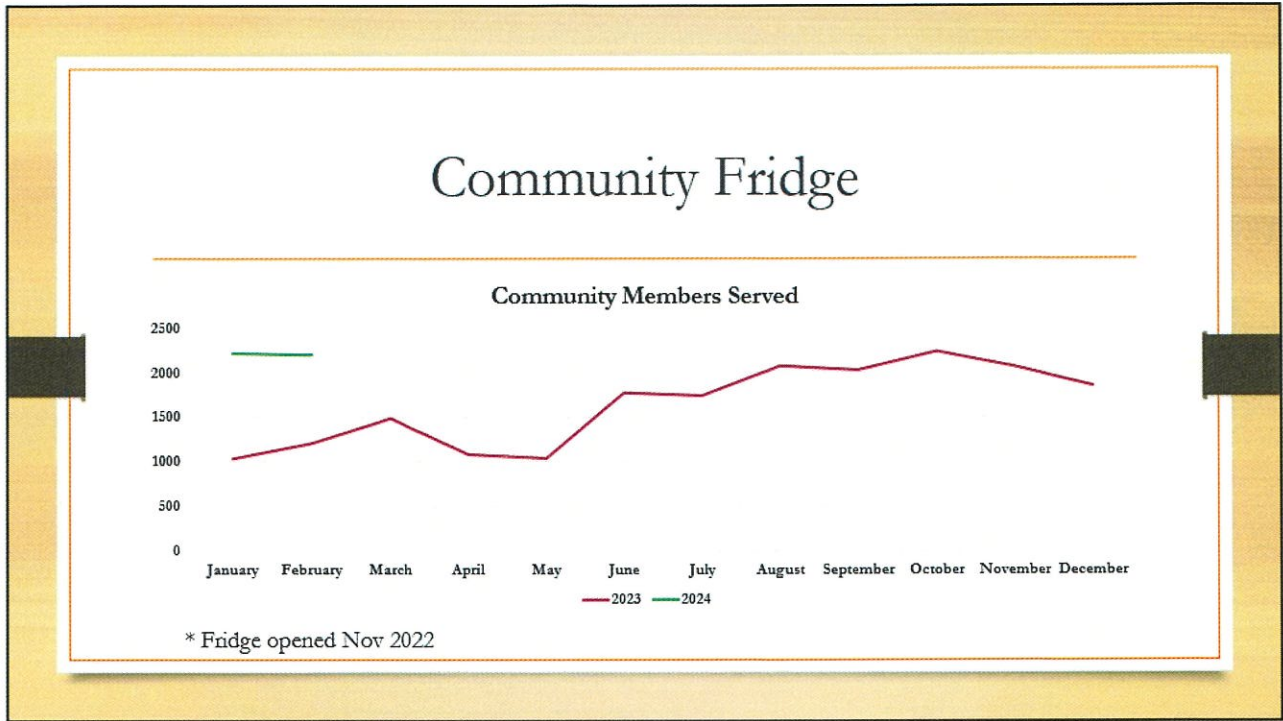 Community Fridge
Community Members Served
2500
2000
1500
1000
500
0
January February March April May June July August September October November December
2023 2024
* Fridge opened Nov 2022